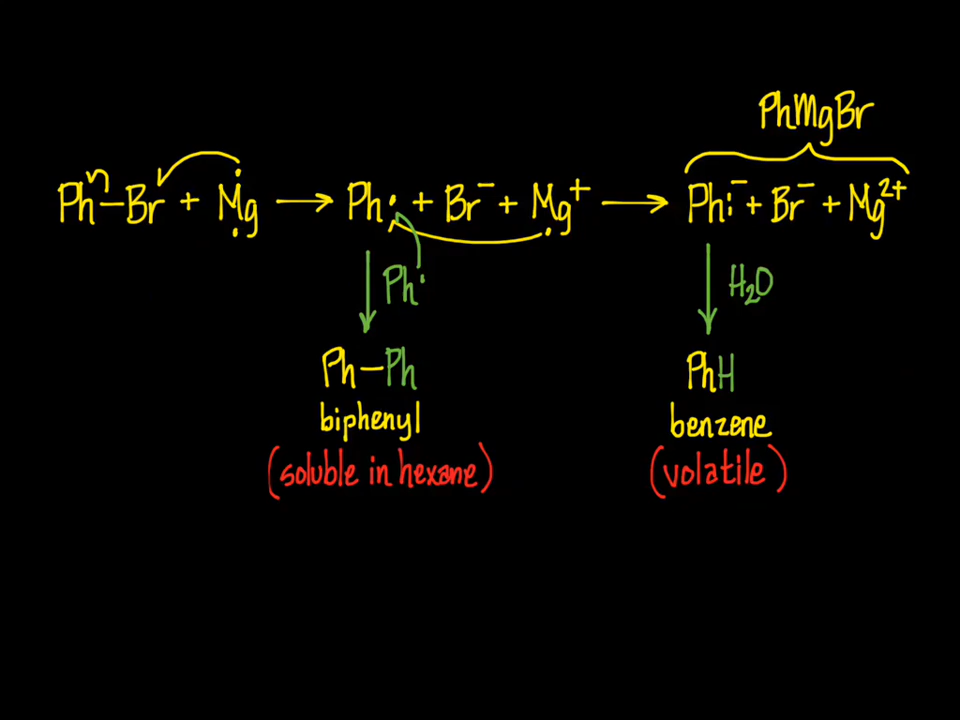 PhMgBr
Ph–Br + Mg → Ph· + Br⁻ + Mg⁺ → Ph:⁻ + Br⁻ + Mg²⁺
Ph· H₂O
Ph–Ph PhH
biphenyl benzene
(soluble in hexane) (volatile)